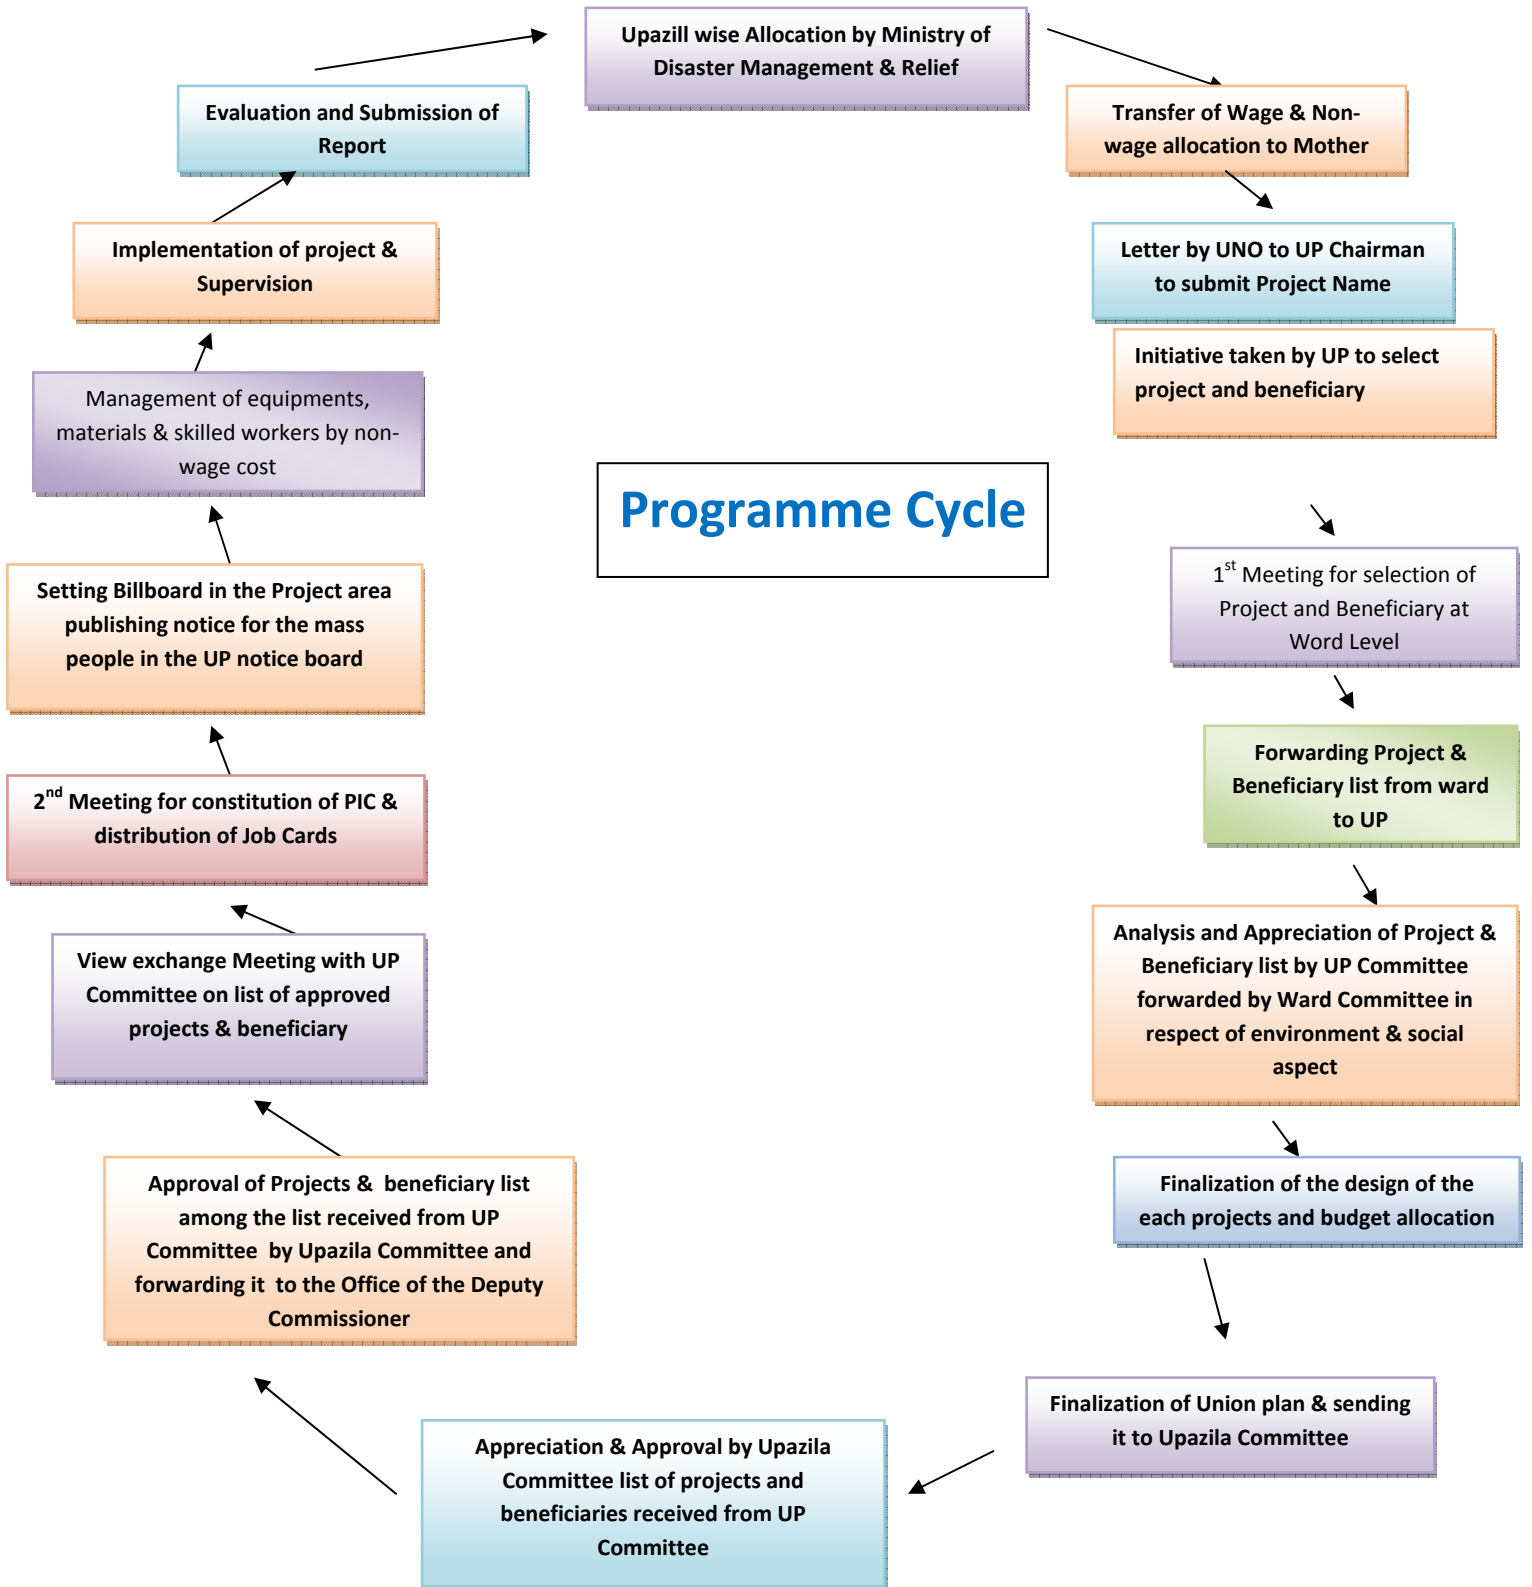 Upazill wise Allocation by Ministry of
Disaster Management & Relief
Transfer of Wage & Non-
wage allocation to Mother
Letter by UNO to UP Chairman
to submit Project Name
Initiative taken by UP to select
project and beneficiary
1st Meeting for selection of
Project and Beneficiary at
Word Level
Forwarding Project &
Beneficiary list from ward
to UP
Analysis and Appreciation of Project &
Beneficiary list by UP Committee
forwarded by Ward Committee in
respect of environment & social
aspect
Finalization of the design of the
each projects and budget allocation
Finalization of Union plan & sending
it to Upazila Committee
Appreciation & Approval by Upazila
Committee list of projects and
beneficiaries received from UP
Committee
Approval of Projects & beneficiary list
among the list received from UP
Committee by Upazila Committee and
forwarding it to the Office of the Deputy
Commissioner
View exchange Meeting with UP
Committee on list of approved
projects & beneficiary
2nd Meeting for constitution of PIC &
distribution of Job Cards
Setting Billboard in the Project area
publishing notice for the mass
people in the UP notice board
Management of equipments,
materials & skilled workers by non-
wage cost
Implementation of project &
Supervision
Evaluation and Submission of
Report
Programme Cycle